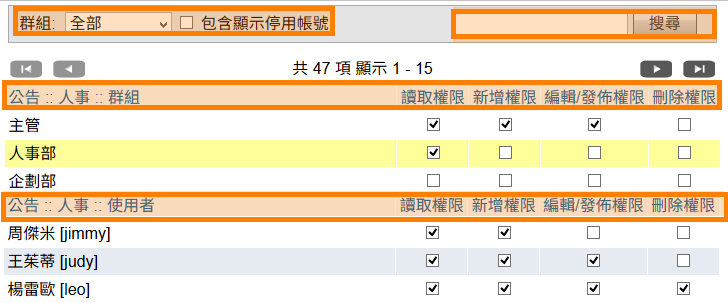 群組: 全部 包含顯示停用帳號 搜尋
共 47 項 顯示 1 - 15
公告 :: 人事 :: 群組 讀取權限 新增權限 編輯/發佈權限 刪除權限
主管
人事部
企劃部
公告 :: 人事 :: 使用者 讀取權限 新增權限 編輯/發佈權限 刪除權限
周傑米 [jimmy]
王茱蒂 [judy]
楊雷歐 [leo]